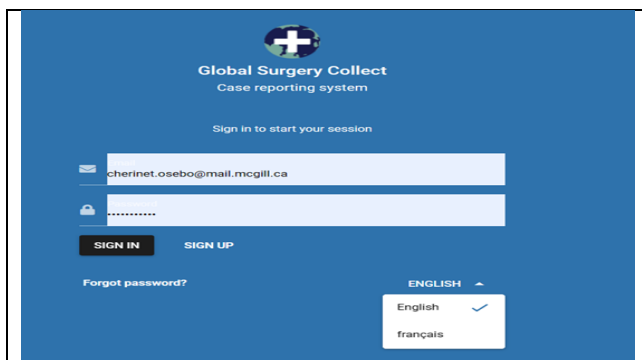 Global Surgery Collect
Case reporting system
Sign in to start your session
cherinet.osebo@mail.mcgill.ca
...........
SIGN IN SIGN UP
Forgot password? ENGLISH
English
français